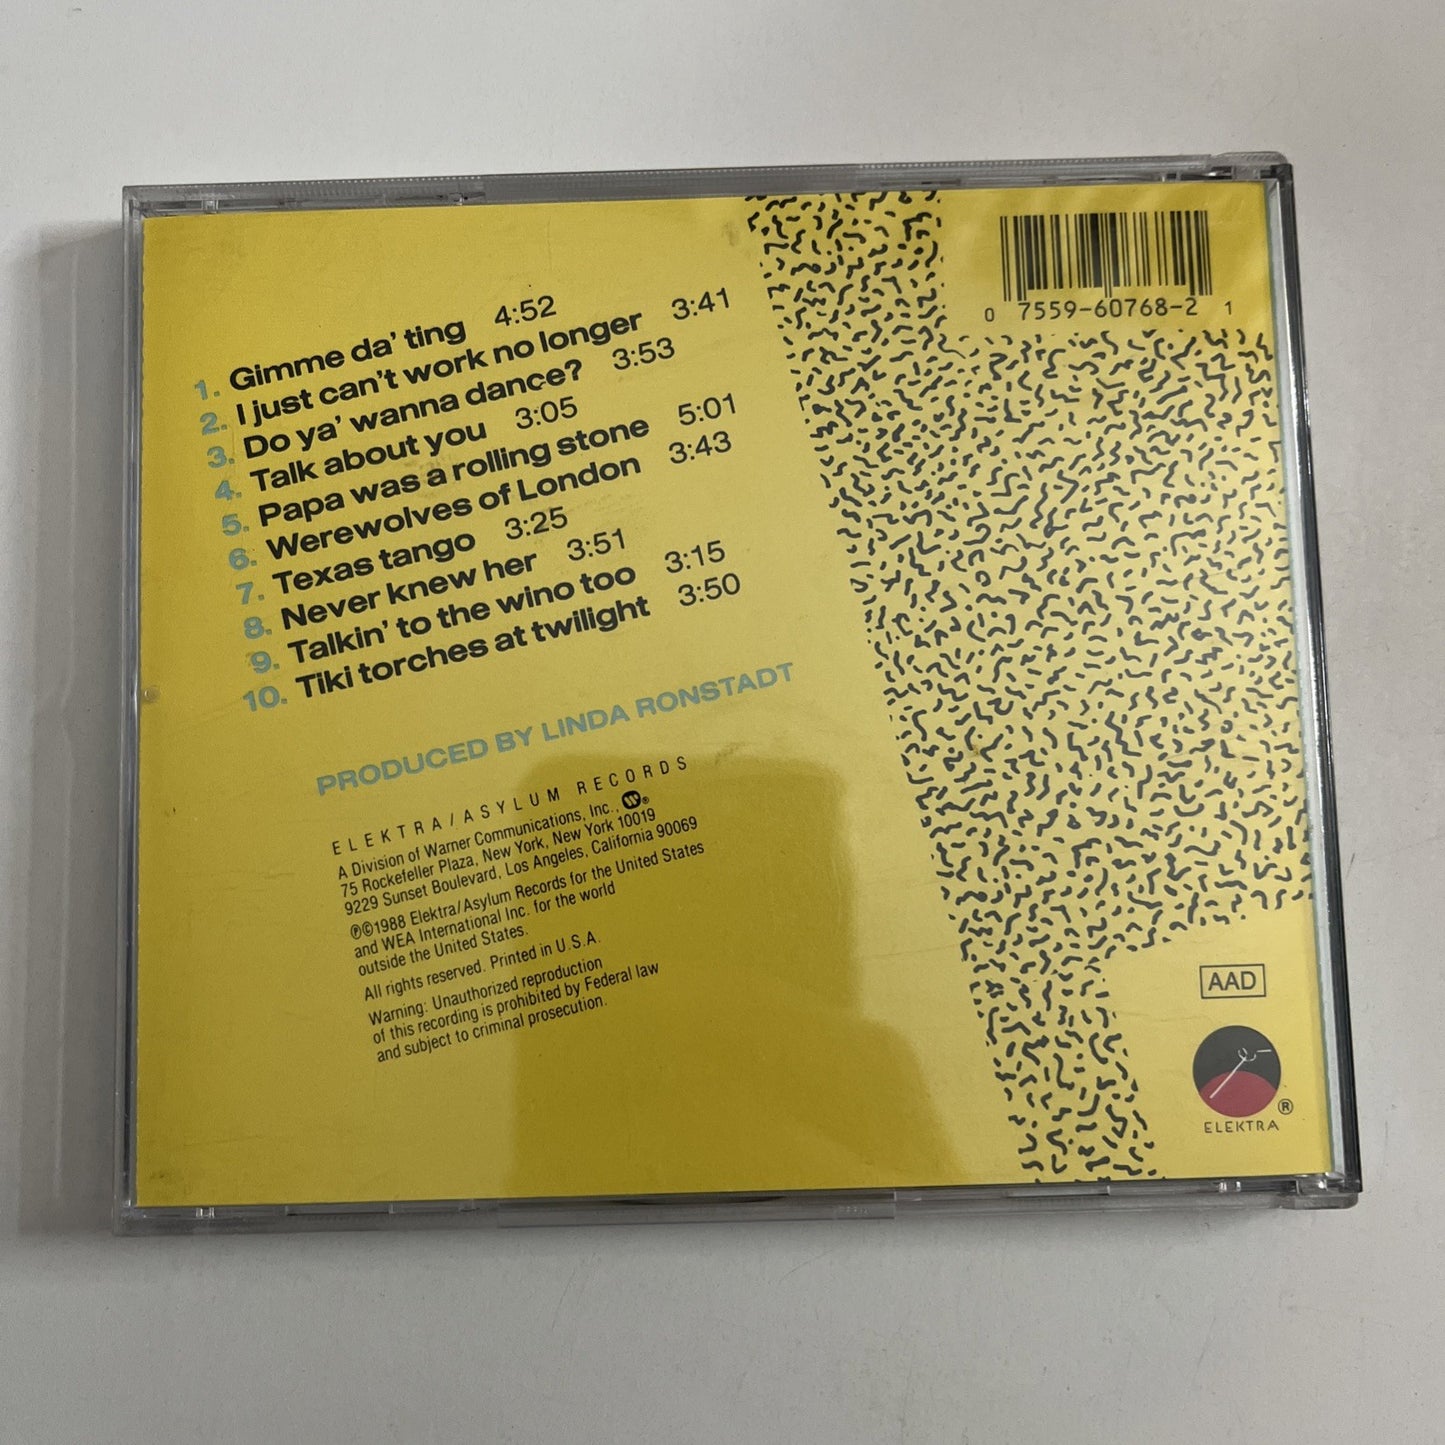 1. Gimme da' ting 4:52
2. I just can't work no longer 3:41
3. Do ya' wanna dance? 3:53
4. Talk about you 3:05
5. Papa was a rolling stone 5:01
6. Werewolves of London 3:43
7. Texas tango 3:25
8. Never knew her 3:51
9. Talkin' to the wino too 3:15
10. Tiki torches at twilight 3:50
PRODUCED BY LINDA RONSTADT
ELEKTRA/ASYLUM RECORDS
A Division of Warner Communications, Inc., ®
75 Rockefeller Plaza, New York, New York 10019
9229 Sunset Boulevard, Los Angeles, California 90069
℗©1988 Elektra/Asylum Records for the United States
and WEA International Inc. for the world
outside the United States.
All rights reserved. Printed in U.S.A.
Warning: Unauthorized reproduction
of this recording is prohibited by Federal law
and subject to criminal prosecution.
0 7559-60768-2 1
AAD
®
ELEKTRA